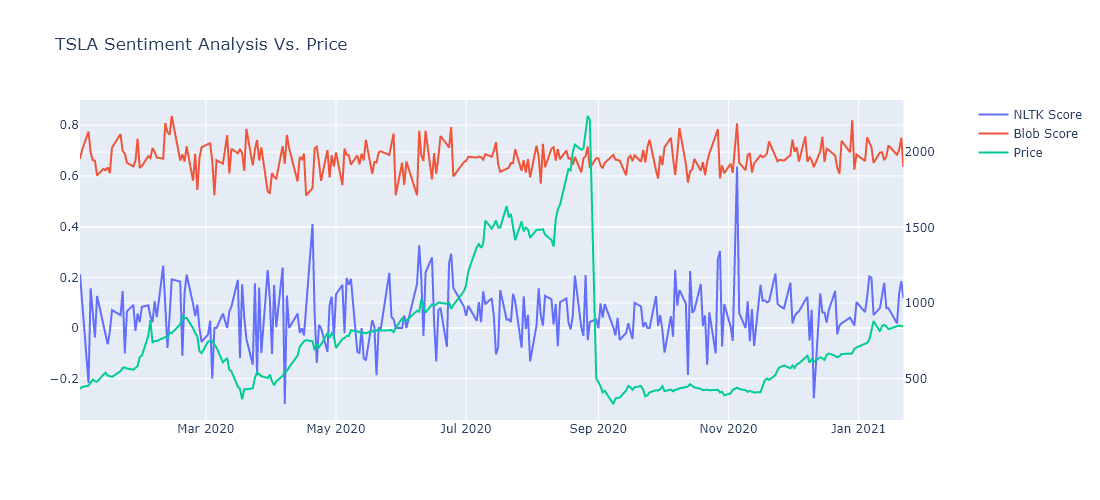 TSLA Sentiment Analysis Vs. Price
NLTK Score
Blob Score
Price
0.8
0.6
0.4
0.2
0
−0.2
2000
1500
1000
500
Mar 2020
May 2020
Jul 2020
Sep 2020
Nov 2020
Jan 2021